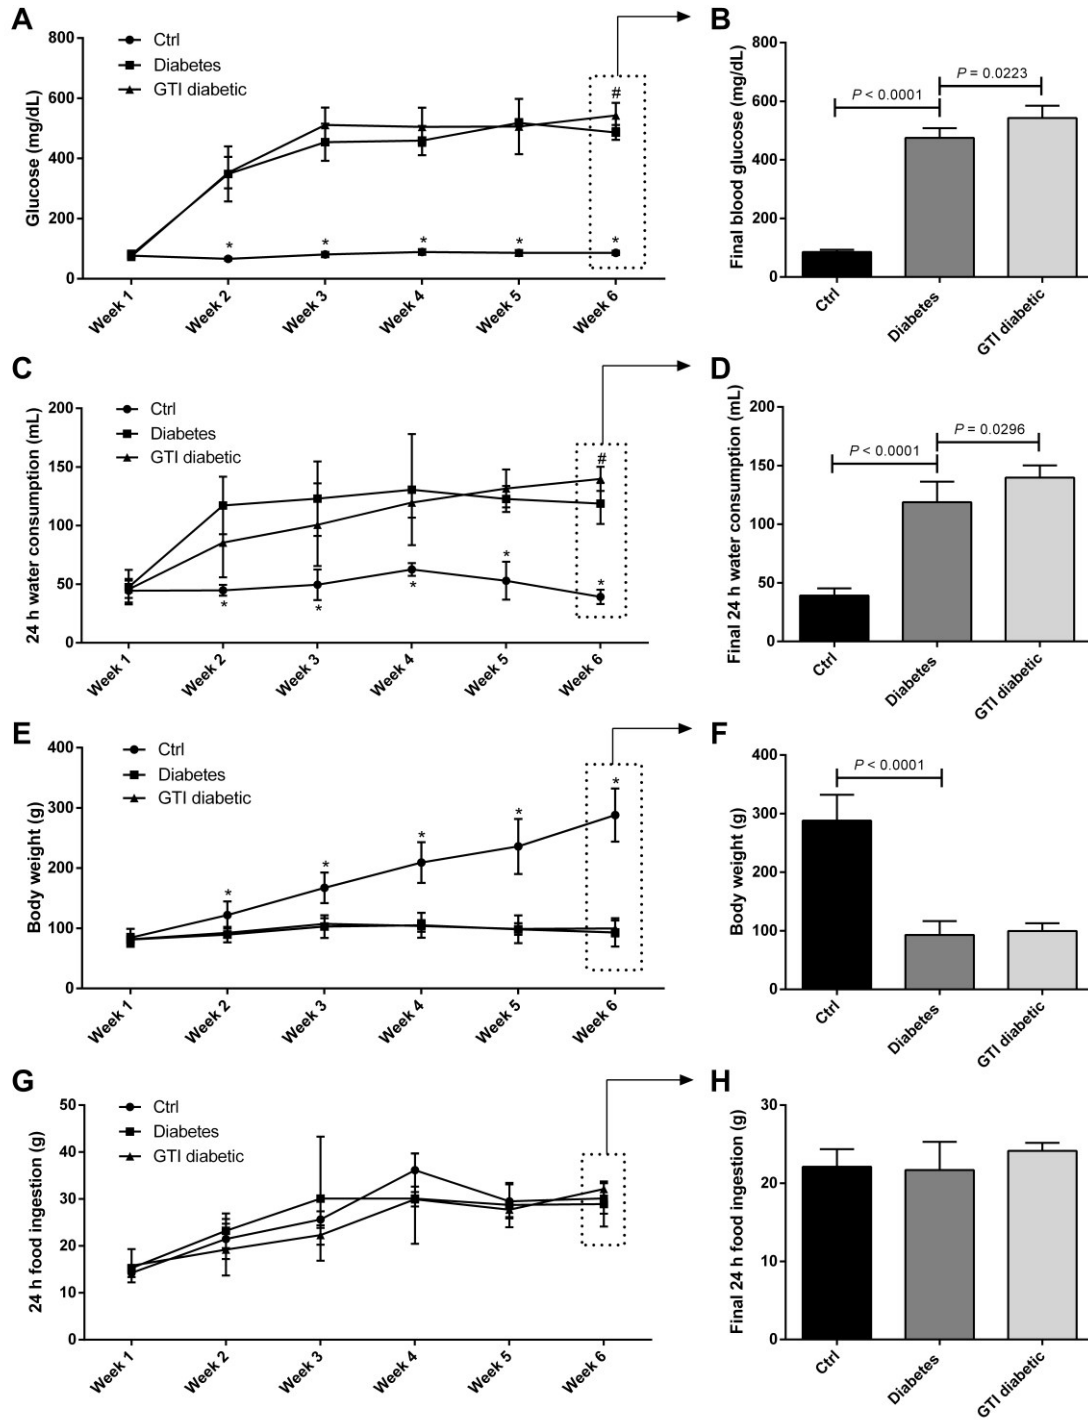 A
Glucose (mg/dL)
800
600
400
200
0
Ctrl
Diabetes
GTI diabetic
#
* * * * *
Week 1 Week 2 Week 3 Week 4 Week 5 Week 6
B
Final blood glucose (mg/dL)
800
600
400
200
0
P < 0.0001
P = 0.0223
Ctrl Diabetes GTI diabetic
C
24 h water consumption (mL)
200
150
100
50
0
Ctrl
Diabetes
GTI diabetic
#
* * * * *
Week 1 Week 2 Week 3 Week 4 Week 5 Week 6
D
Final 24 h water consumption (mL)
200
150
100
50
0
P < 0.0001
P = 0.0296
Ctrl Diabetes GTI diabetic
E
Body weight (g)
400
300
200
100
0
Ctrl
Diabetes
GTI diabetic
* * * * *
Week 1 Week 2 Week 3 Week 4 Week 5 Week 6
F
Body weight (g)
400
300
200
100
0
P < 0.0001
Ctrl Diabetes GTI diabetic
G
24 h food ingestion (g)
50
40
30
20
10
0
Ctrl
Diabetes
GTI diabetic
Week 1 Week 2 Week 3 Week 4 Week 5 Week 6
H
Final 24 h food ingestion (g)
30
20
10
0
Ctrl Diabetes GTI diabetic